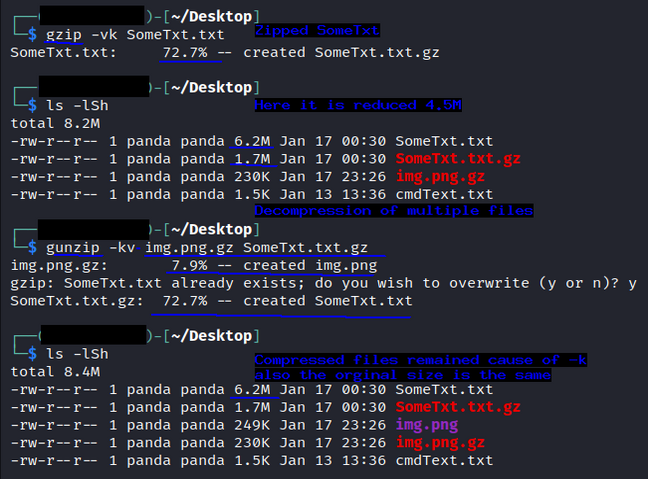 ┌──(          )-[~/Desktop]
└─$ gzip -vk SomeTxt.txt
Zipped SomeTxt
SomeTxt.txt:     72.7% -- created SomeTxt.txt.gz
┌──(          )-[~/Desktop]
└─$ ls -lSh
Here it is reduced 4.5M
total 8.2M
-rw-r--r-- 1 panda panda 6.2M Jan 17 00:30 SomeTxt.txt
-rw-r--r-- 1 panda panda 1.7M Jan 17 00:30 SomeTxt.txt.gz
-rw-r--r-- 1 panda panda 230K Jan 17 23:26 img.png.gz
-rw-r--r-- 1 panda panda 1.5K Jan 13 13:36 cmdText.txt
Decompression of multiple files
┌──(          )-[~/Desktop]
└─$ gunzip -kv img.png.gz SomeTxt.txt.gz
img.png.gz:       7.9% -- created img.png
gzip: SomeTxt.txt already exists; do you wish to overwrite (y or n)? y
SomeTxt.txt.gz:  72.7% -- created SomeTxt.txt
┌──(          )-[~/Desktop]
└─$ ls -lSh
Compressed files remained cause of -k
also the orginal size is the same
total 8.4M
-rw-r--r-- 1 panda panda 6.2M Jan 17 00:30 SomeTxt.txt
-rw-r--r-- 1 panda panda 1.7M Jan 17 00:30 SomeTxt.txt.gz
-rw-r--r-- 1 panda panda 249K Jan 17 23:26 img.png
-rw-r--r-- 1 panda panda 230K Jan 17 23:26 img.png.gz
-rw-r--r-- 1 panda panda 1.5K Jan 13 13:36 cmdText.txt